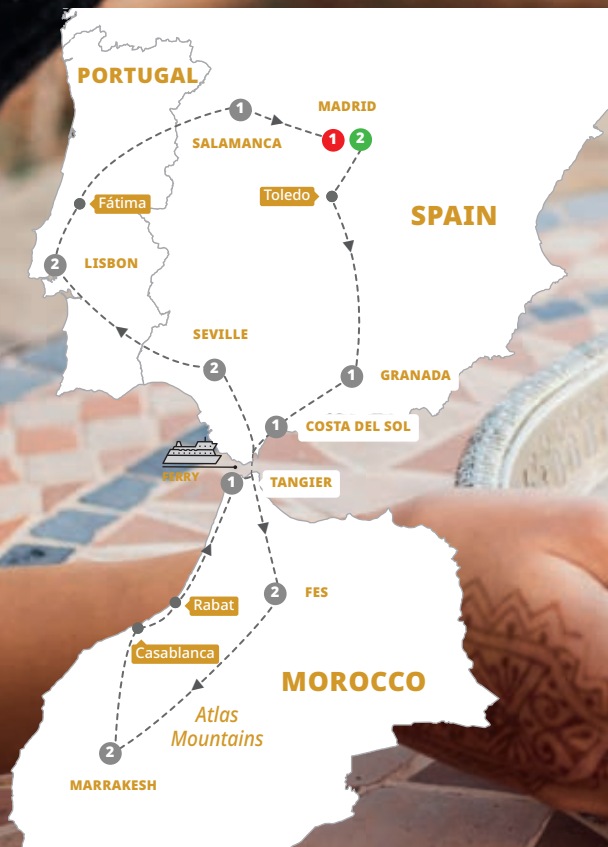 PORTUGAL
1
MADRID
SALAMANCA
1
2
Toledo
Fátima
SPAIN
2
LISBON
SEVILLE
2
1
GRANADA
1
COSTA DEL SOL
FERRY
1
TANGIER
2
FES
Rabat
Casablanca
MOROCCO
Atlas
Mountains
2
MARRAKESH